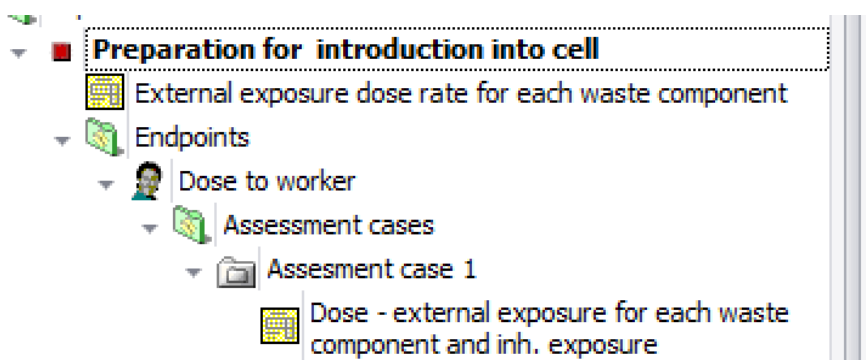 Preparation for introduction into cell
External exposure dose rate for each waste component
Endpoints
Dose to worker
Assessment cases
Assesment case 1
Dose - external exposure for each waste
component and inh. exposure